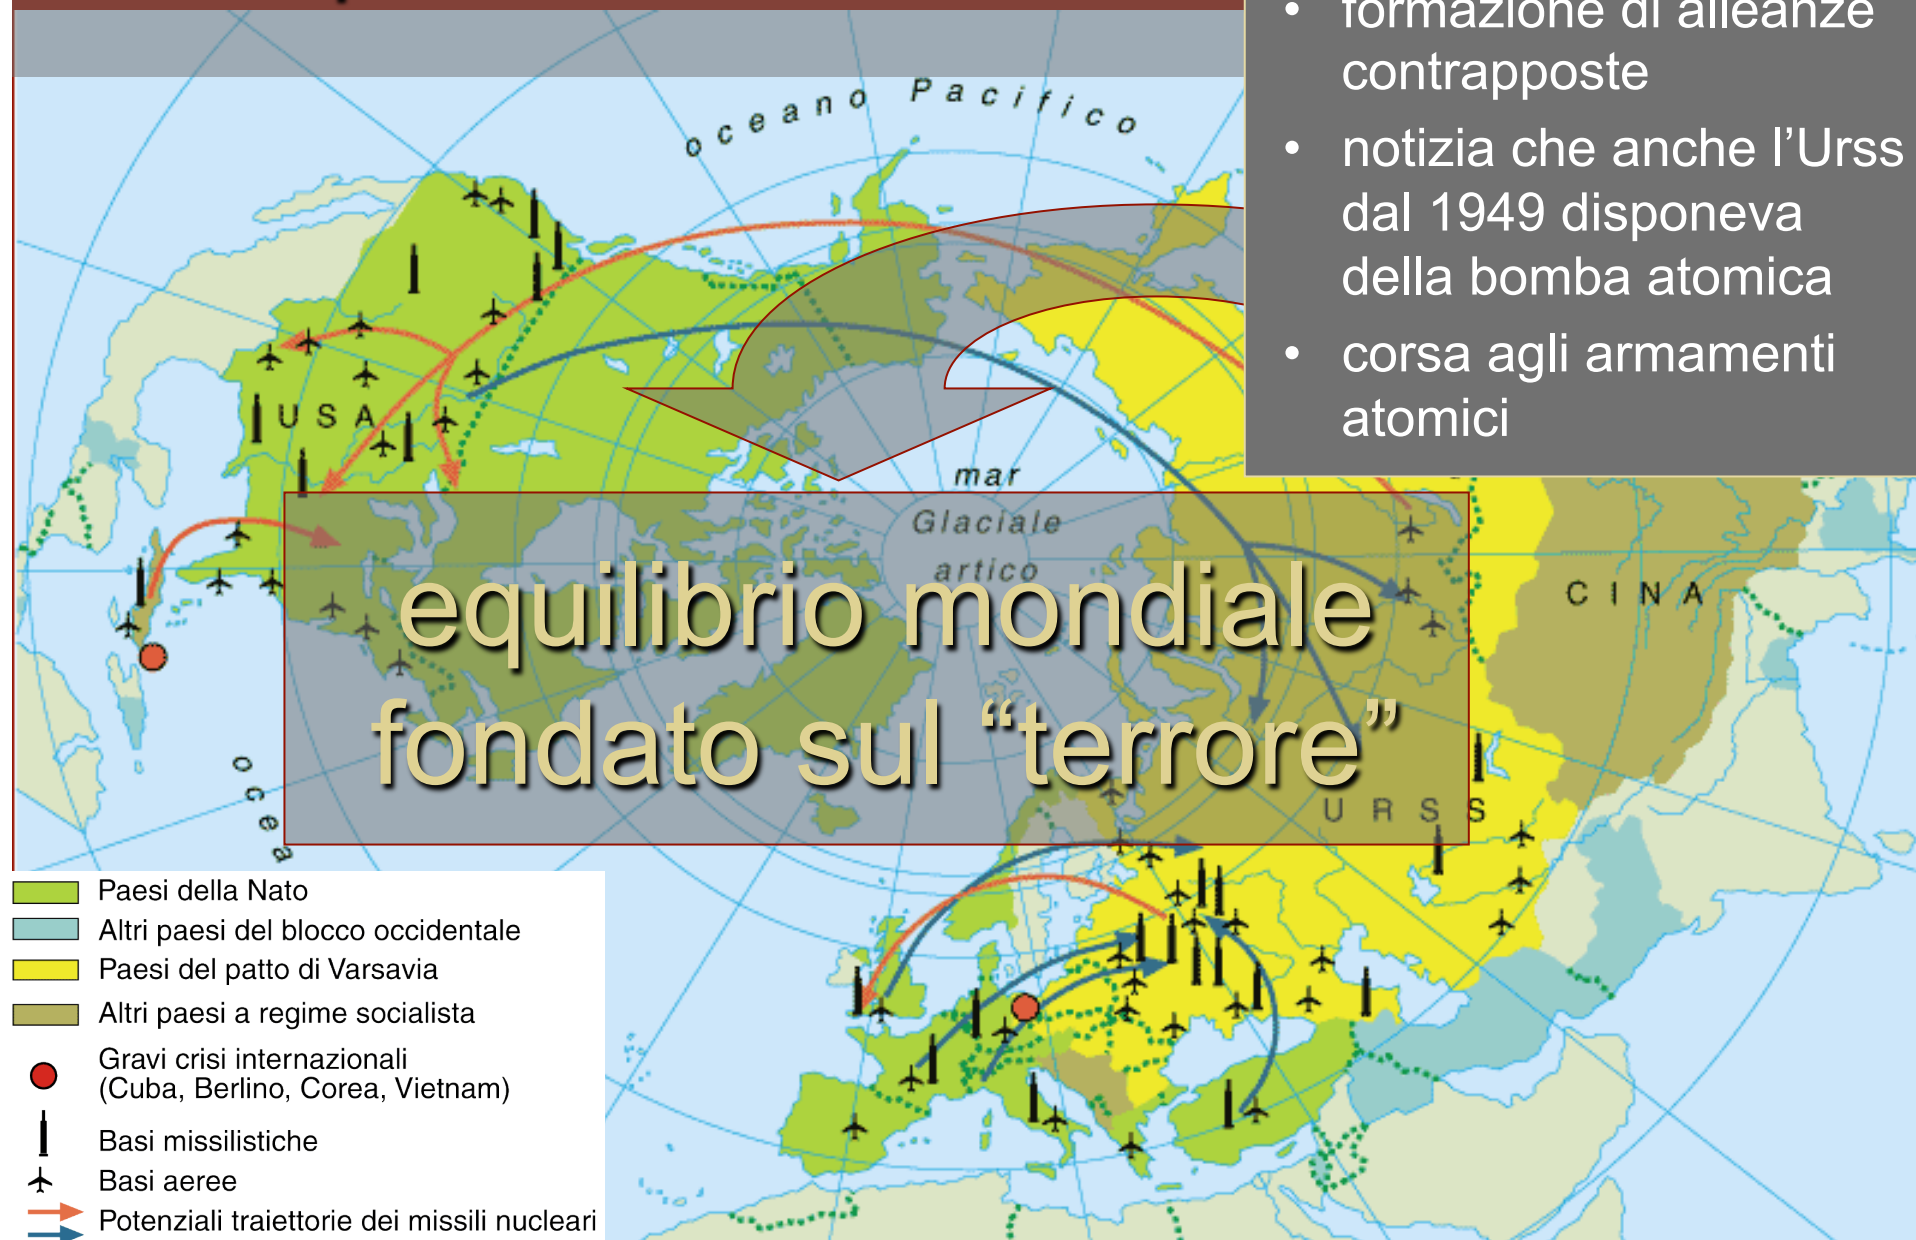 • formazione di alleanze
contrapposte
• notizia che anche l’Urss
dal 1949 disponeva
della bomba atomica
• corsa agli armamenti
atomici
oceano Pacifico
USA
mar
Glaciale
artico
CINA
equilibrio mondiale
fondato sul “terrore”
URSS
ocea
Paesi della Nato
Altri paesi del blocco occidentale
Paesi del patto di Varsavia
Altri paesi a regime socialista
Gravi crisi internazionali
(Cuba, Berlino, Corea, Vietnam)
Basi missilistiche
Basi aeree
Potenziali traiettorie dei missili nucleari